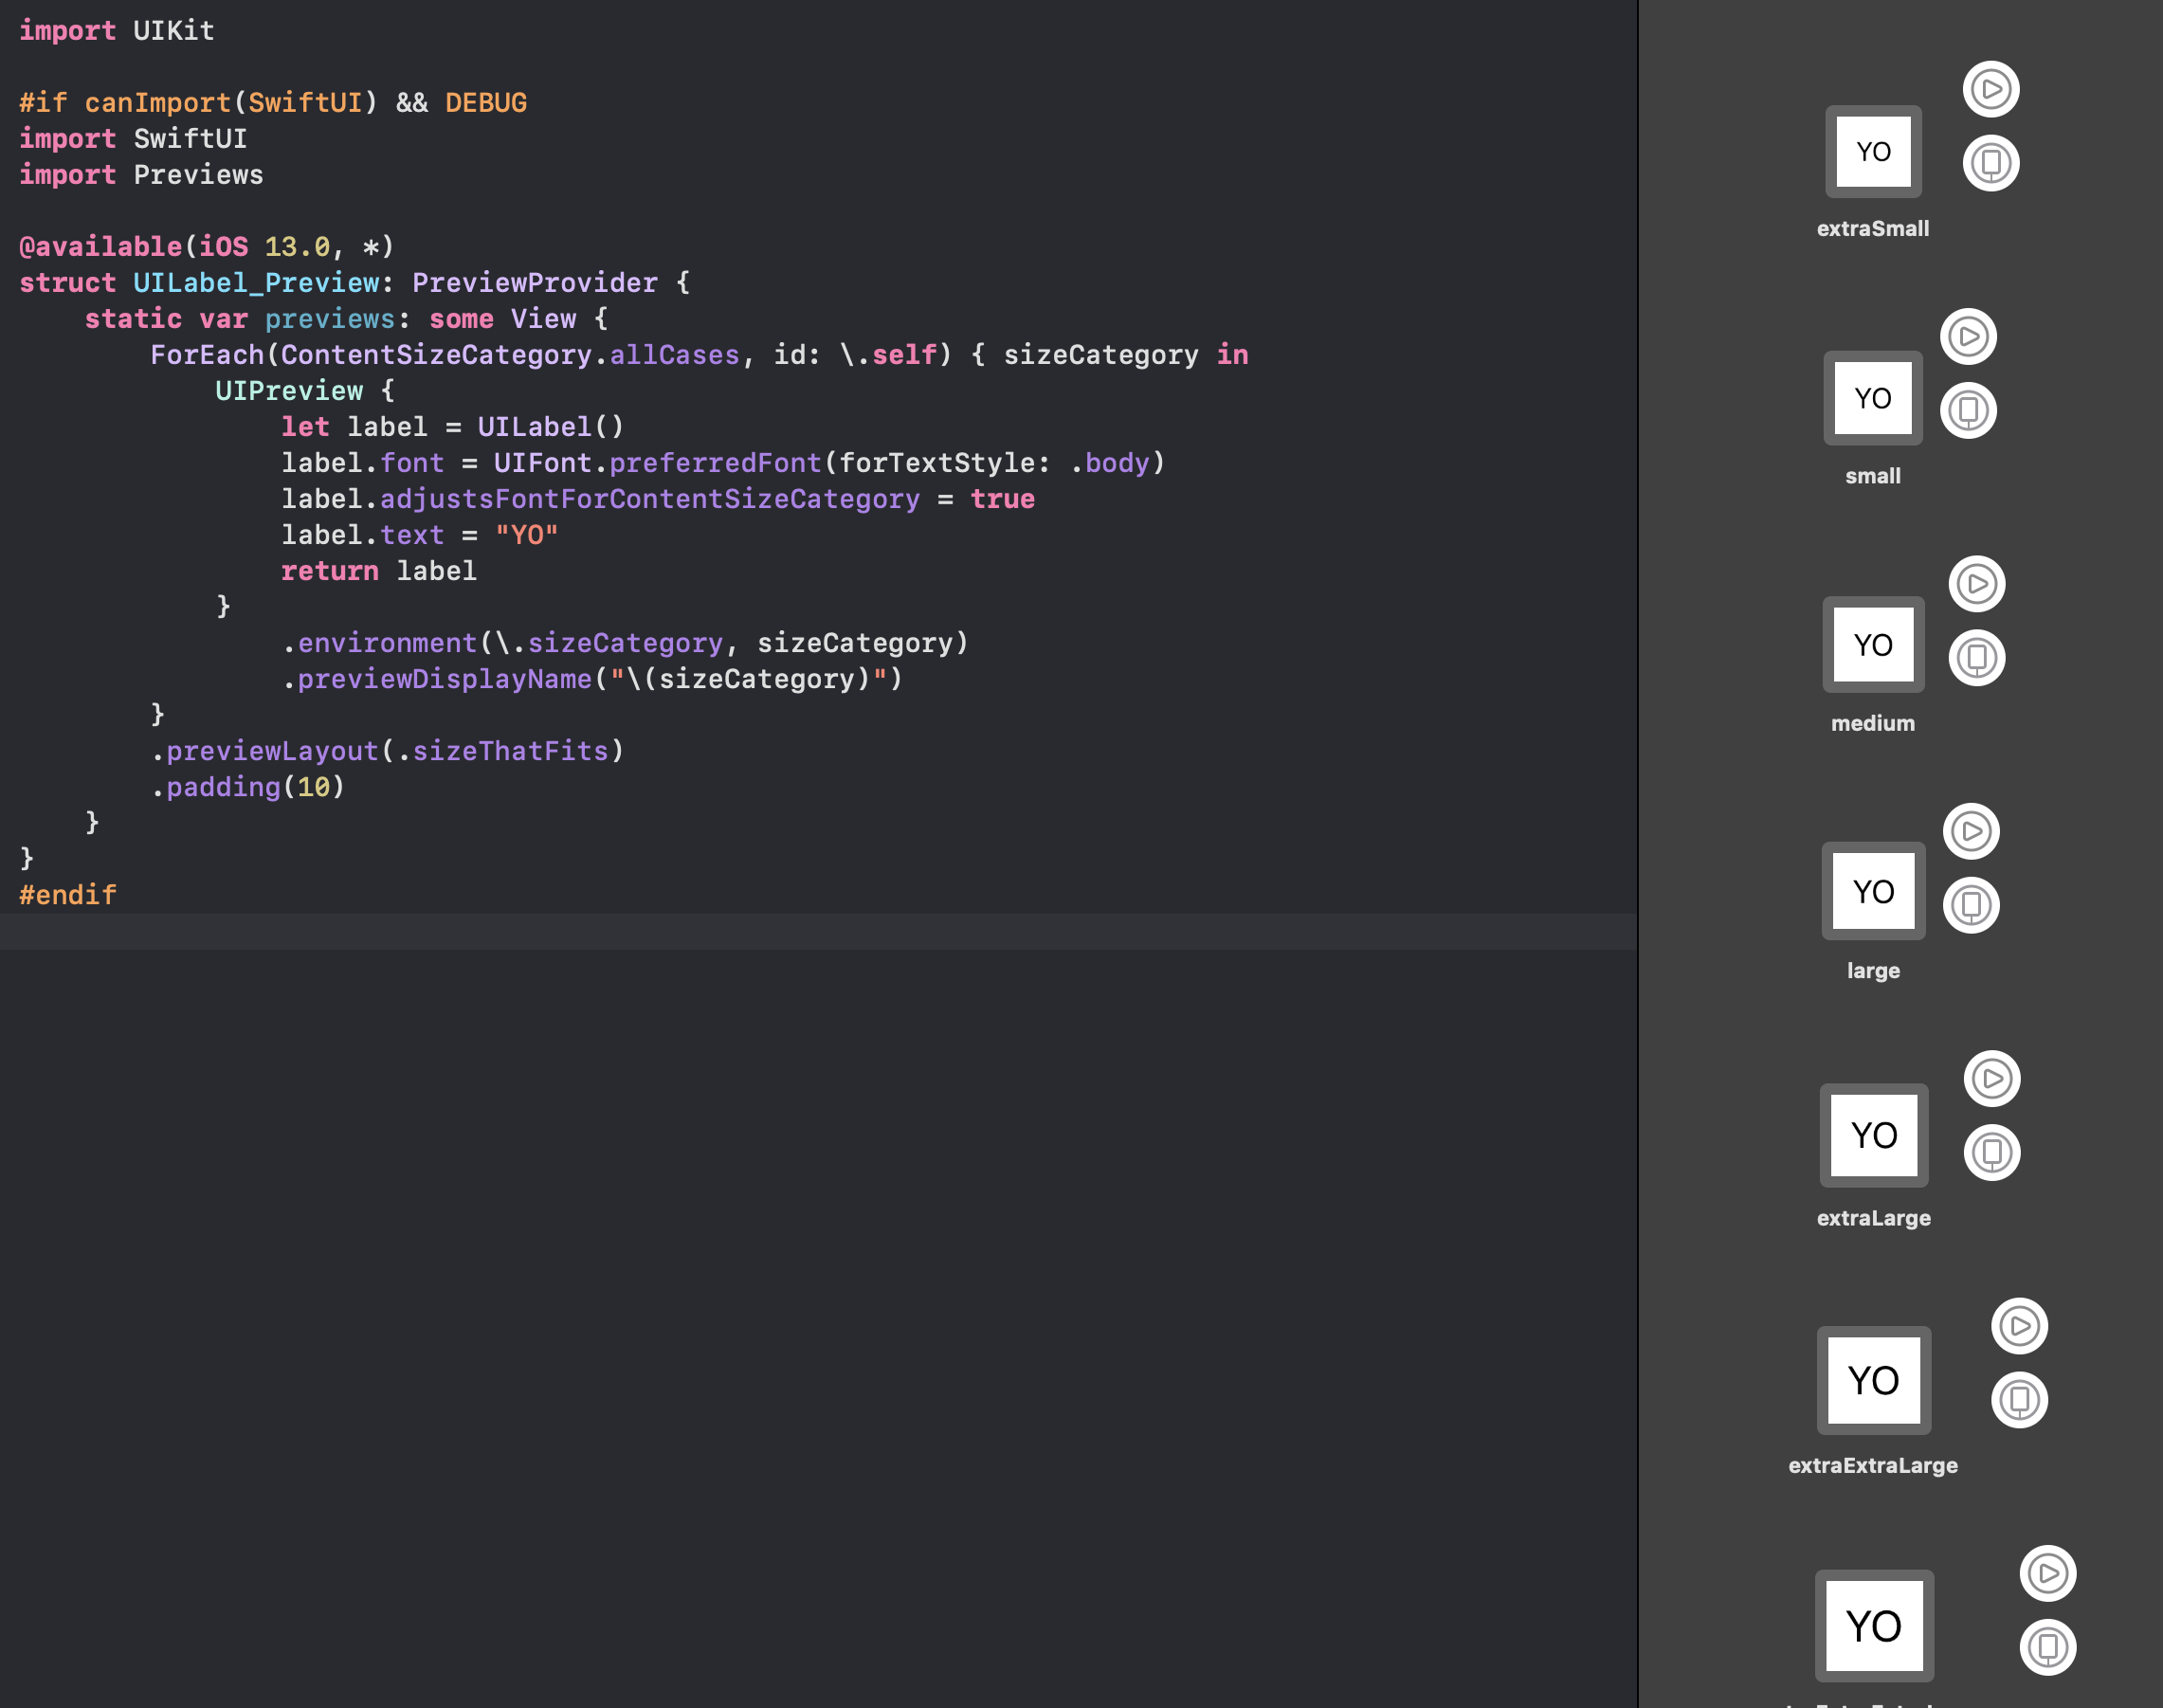 import UIKit
#if canImport(SwiftUI) && DEBUG
import SwiftUI
import Previews
@available(iOS 13.0, *)
struct UILabel_Preview: PreviewProvider {
    static var previews: some View {
        ForEach(ContentSizeCategory.allCases, id: \.self) { sizeCategory in
            UIPreview {
                let label = UILabel()
                label.font = UIFont.preferredFont(forTextStyle: .body)
                label.adjustsFontForContentSizeCategory = true
                label.text = "YO"
                return label
            }
                .environment(\.sizeCategory, sizeCategory)
                .previewDisplayName("\(sizeCategory)")
        }
        .previewLayout(.sizeThatFits)
        .padding(10)
    }
}
#endif
YO
extraSmall
YO
small
YO
medium
YO
large
YO
extraLarge
YO
extraExtraLarge
YO